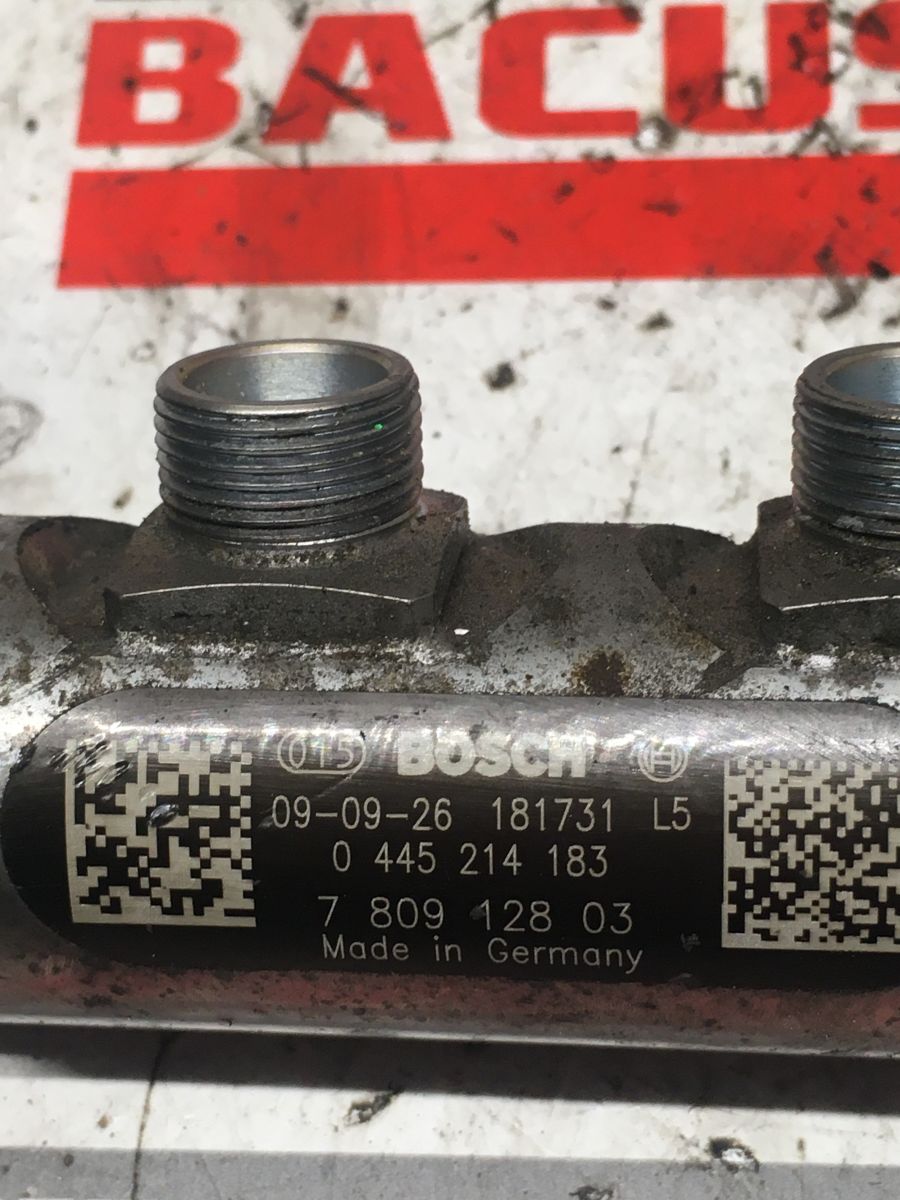 BACUS
015 BOSCH
09-09-26 181731 L5
0 445 214 183
7 809 128 03
Made in Germany